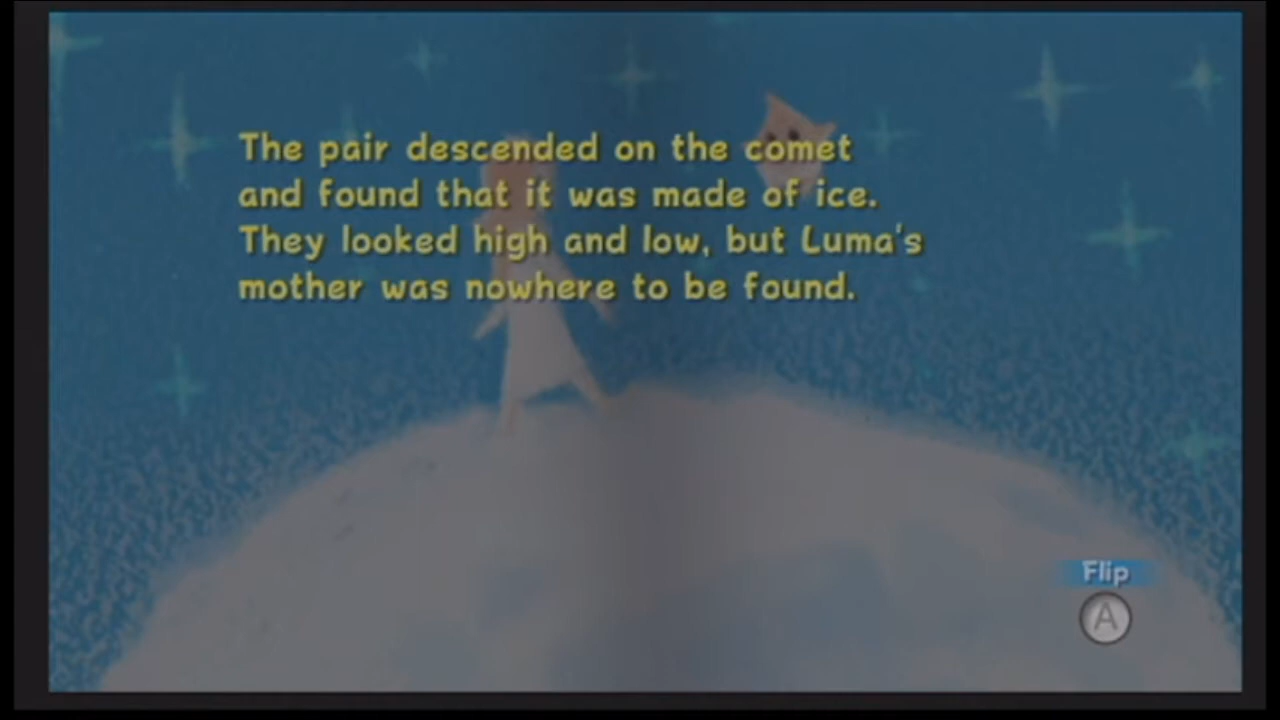 The pair descended on the comet
and found that it was made of ice.
They looked high and low, but Luma's
mother was nowhere to be found.
Flip
A